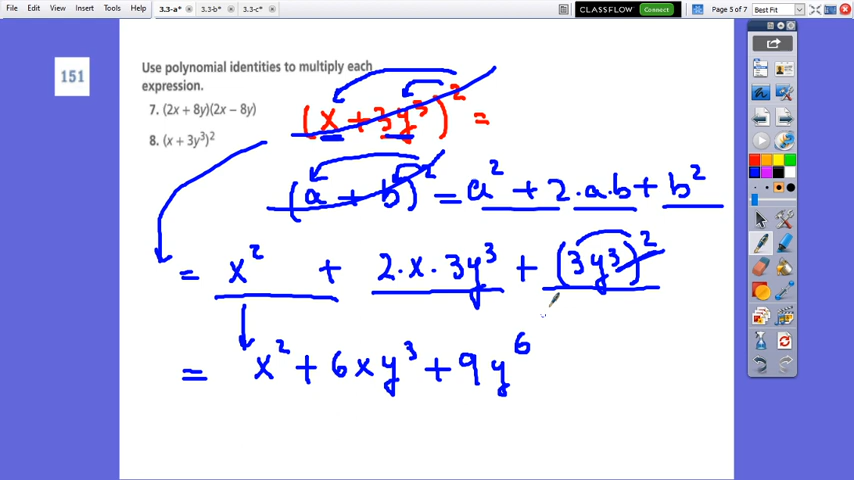 File Edit View Insert Tools Help 3.3-a* 3.3-b* 3.3-c* CLASSFLOW Connect Page 5 of 7 Best Fit
151
Use polynomial identities to multiply each
expression.
7. (2x + 8y)(2x − 8y)
8. (x + 3y³)²
(x + 3y³)² =
(a + b)² = a² + 2·a·b + b²
= x² + 2·x·3y³ + (3y³)²
= x² + 6xy³ + 9y⁶